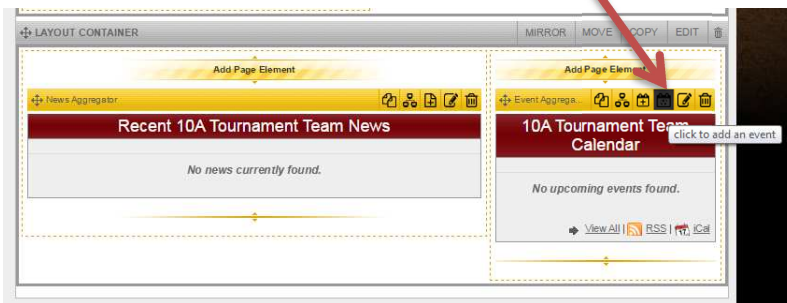 LAYOUT CONTAINER MIRROR MOVE COPY EDIT
Add Page Element
News Aggregator
Recent 10A Tournament Team News
No news currently found.
Add Page Element
Event Aggrega...
click to add an event
10A Tournament Team
Calendar
No upcoming events found.
View All | RSS | iCal